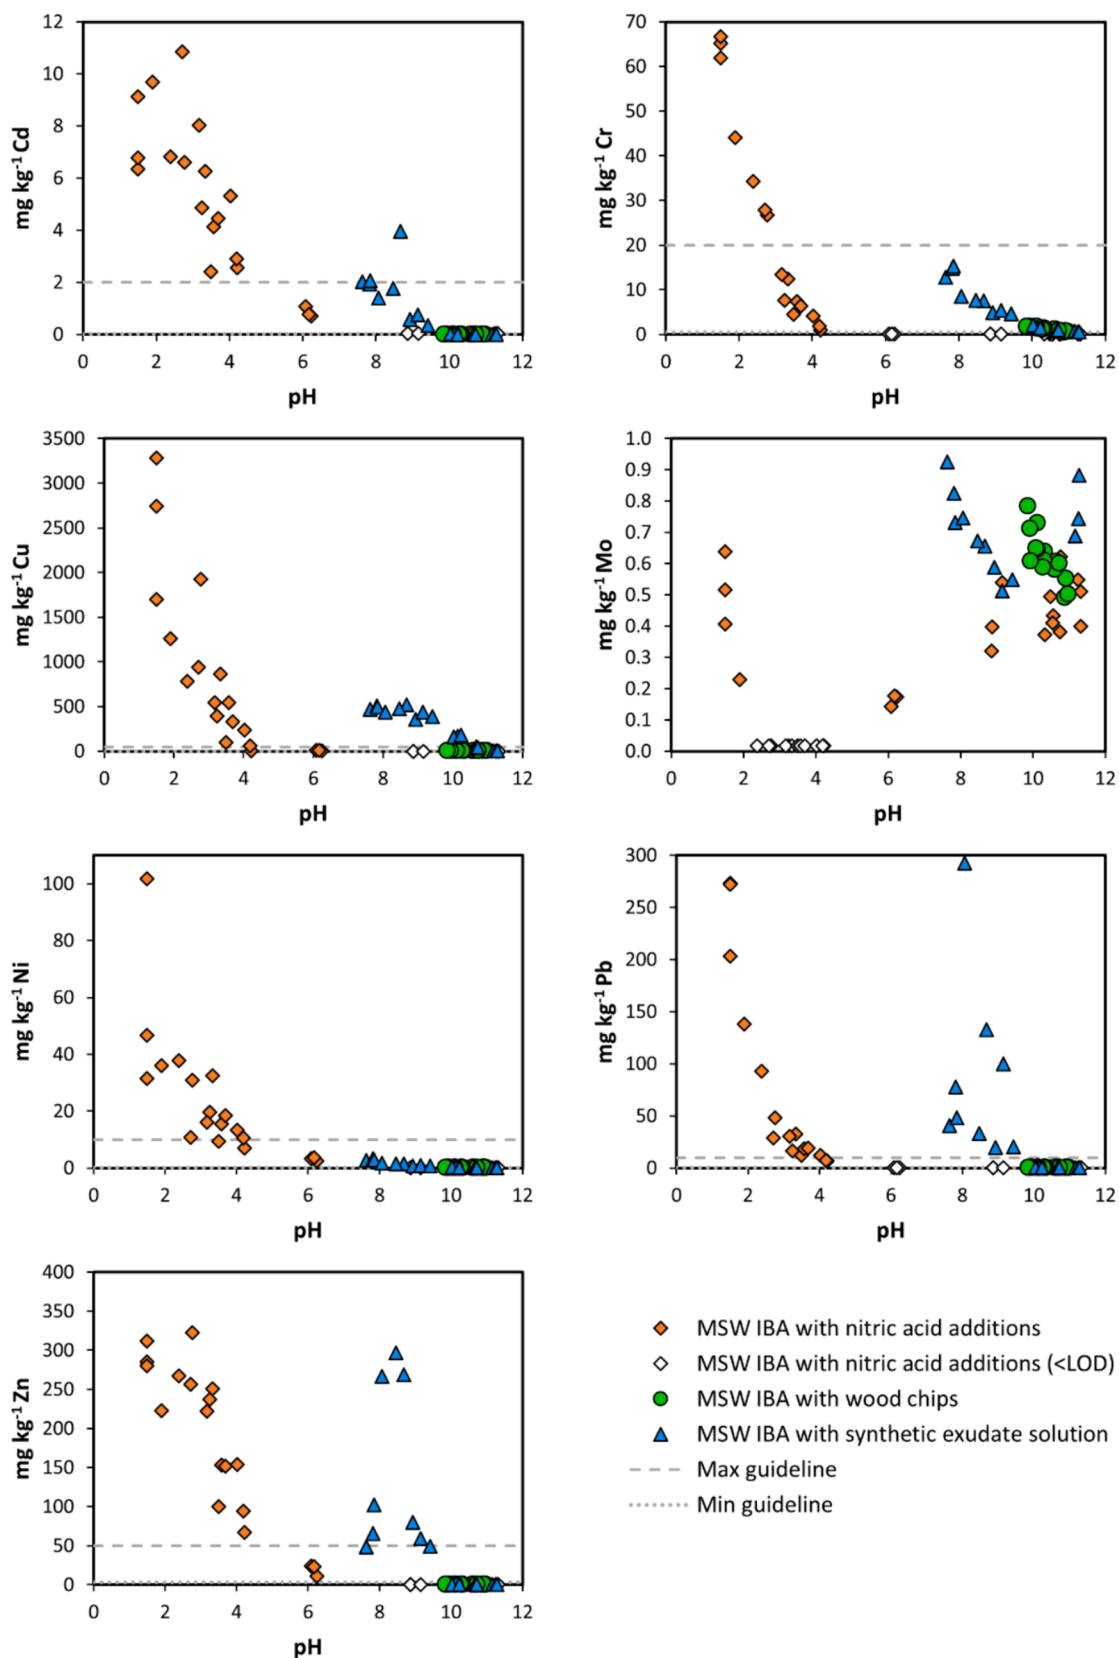 12
10
8
6
4
2
0
mg kg⁻¹ Cd
0 2 4 6 8 10 12
pH
70
60
50
40
30
20
10
0
mg kg⁻¹ Cr
0 2 4 6 8 10 12
pH
3500
3000
2500
2000
1500
1000
500
0
mg kg⁻¹ Cu
0 2 4 6 8 10 12
pH
1.0
0.9
0.8
0.7
0.6
0.5
0.4
0.3
0.2
0.1
0.0
mg kg⁻¹ Mo
0 2 4 6 8 10 12
pH
100
80
60
40
20
0
mg kg⁻¹ Ni
0 2 4 6 8 10 12
pH
300
250
200
150
100
50
0
mg kg⁻¹ Pb
0 2 4 6 8 10 12
pH
400
350
300
250
200
150
100
50
0
mg kg⁻¹ Zn
0 2 4 6 8 10 12
pH
MSW IBA with nitric acid additions
MSW IBA with nitric acid additions (<LOD)
MSW IBA with wood chips
MSW IBA with synthetic exudate solution
Max guideline
Min guideline